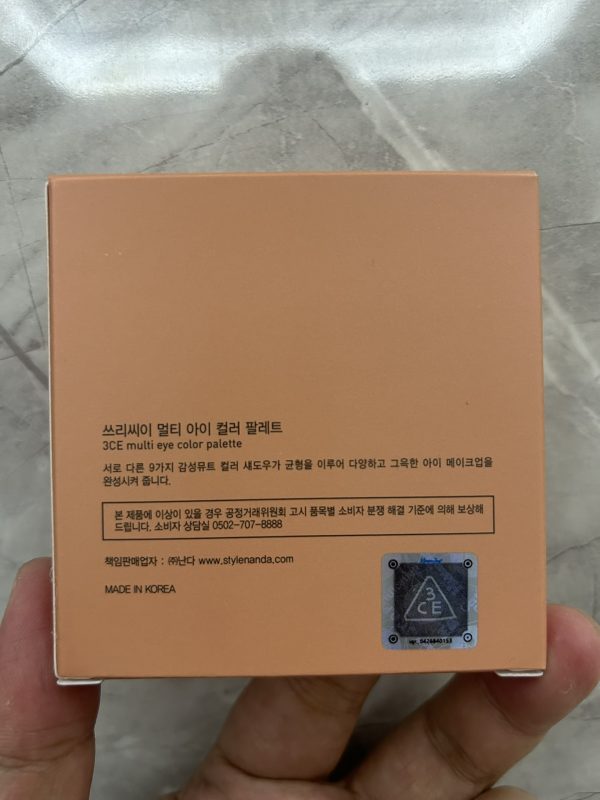 쓰리씨이 멀티 아이 컬러 팔레트
3CE multi eye color palette
서로 다른 9가지 감성뮤트 컬러 섀도우가 균형을 이루어 다양하고 그윽한 아이 메이크업을
완성시켜 줍니다.
본 제품에 이상이 있을 경우 공정거래위원회 고시 품목별 소비자 분쟁 해결 기준에 의해 보상해
드립니다. 소비자 상담실 0502-707-8888
책임판매업자 : ㈜난다 www.stylenanda.com
MADE IN KOREA
3
CE